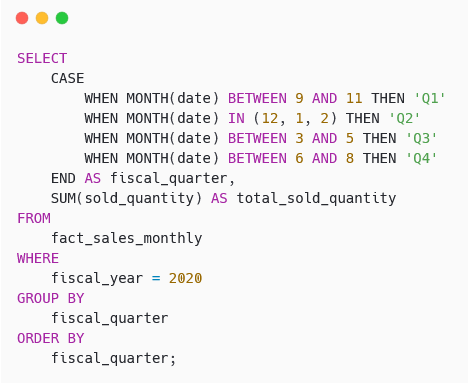 SELECT
    CASE
        WHEN MONTH(date) BETWEEN 9 AND 11 THEN 'Q1'
        WHEN MONTH(date) IN (12, 1, 2) THEN 'Q2'
        WHEN MONTH(date) BETWEEN 3 AND 5 THEN 'Q3'
        WHEN MONTH(date) BETWEEN 6 AND 8 THEN 'Q4'
    END AS fiscal_quarter,
    SUM(sold_quantity) AS total_sold_quantity
FROM
    fact_sales_monthly
WHERE
    fiscal_year = 2020
GROUP BY
    fiscal_quarter
ORDER BY
    fiscal_quarter;